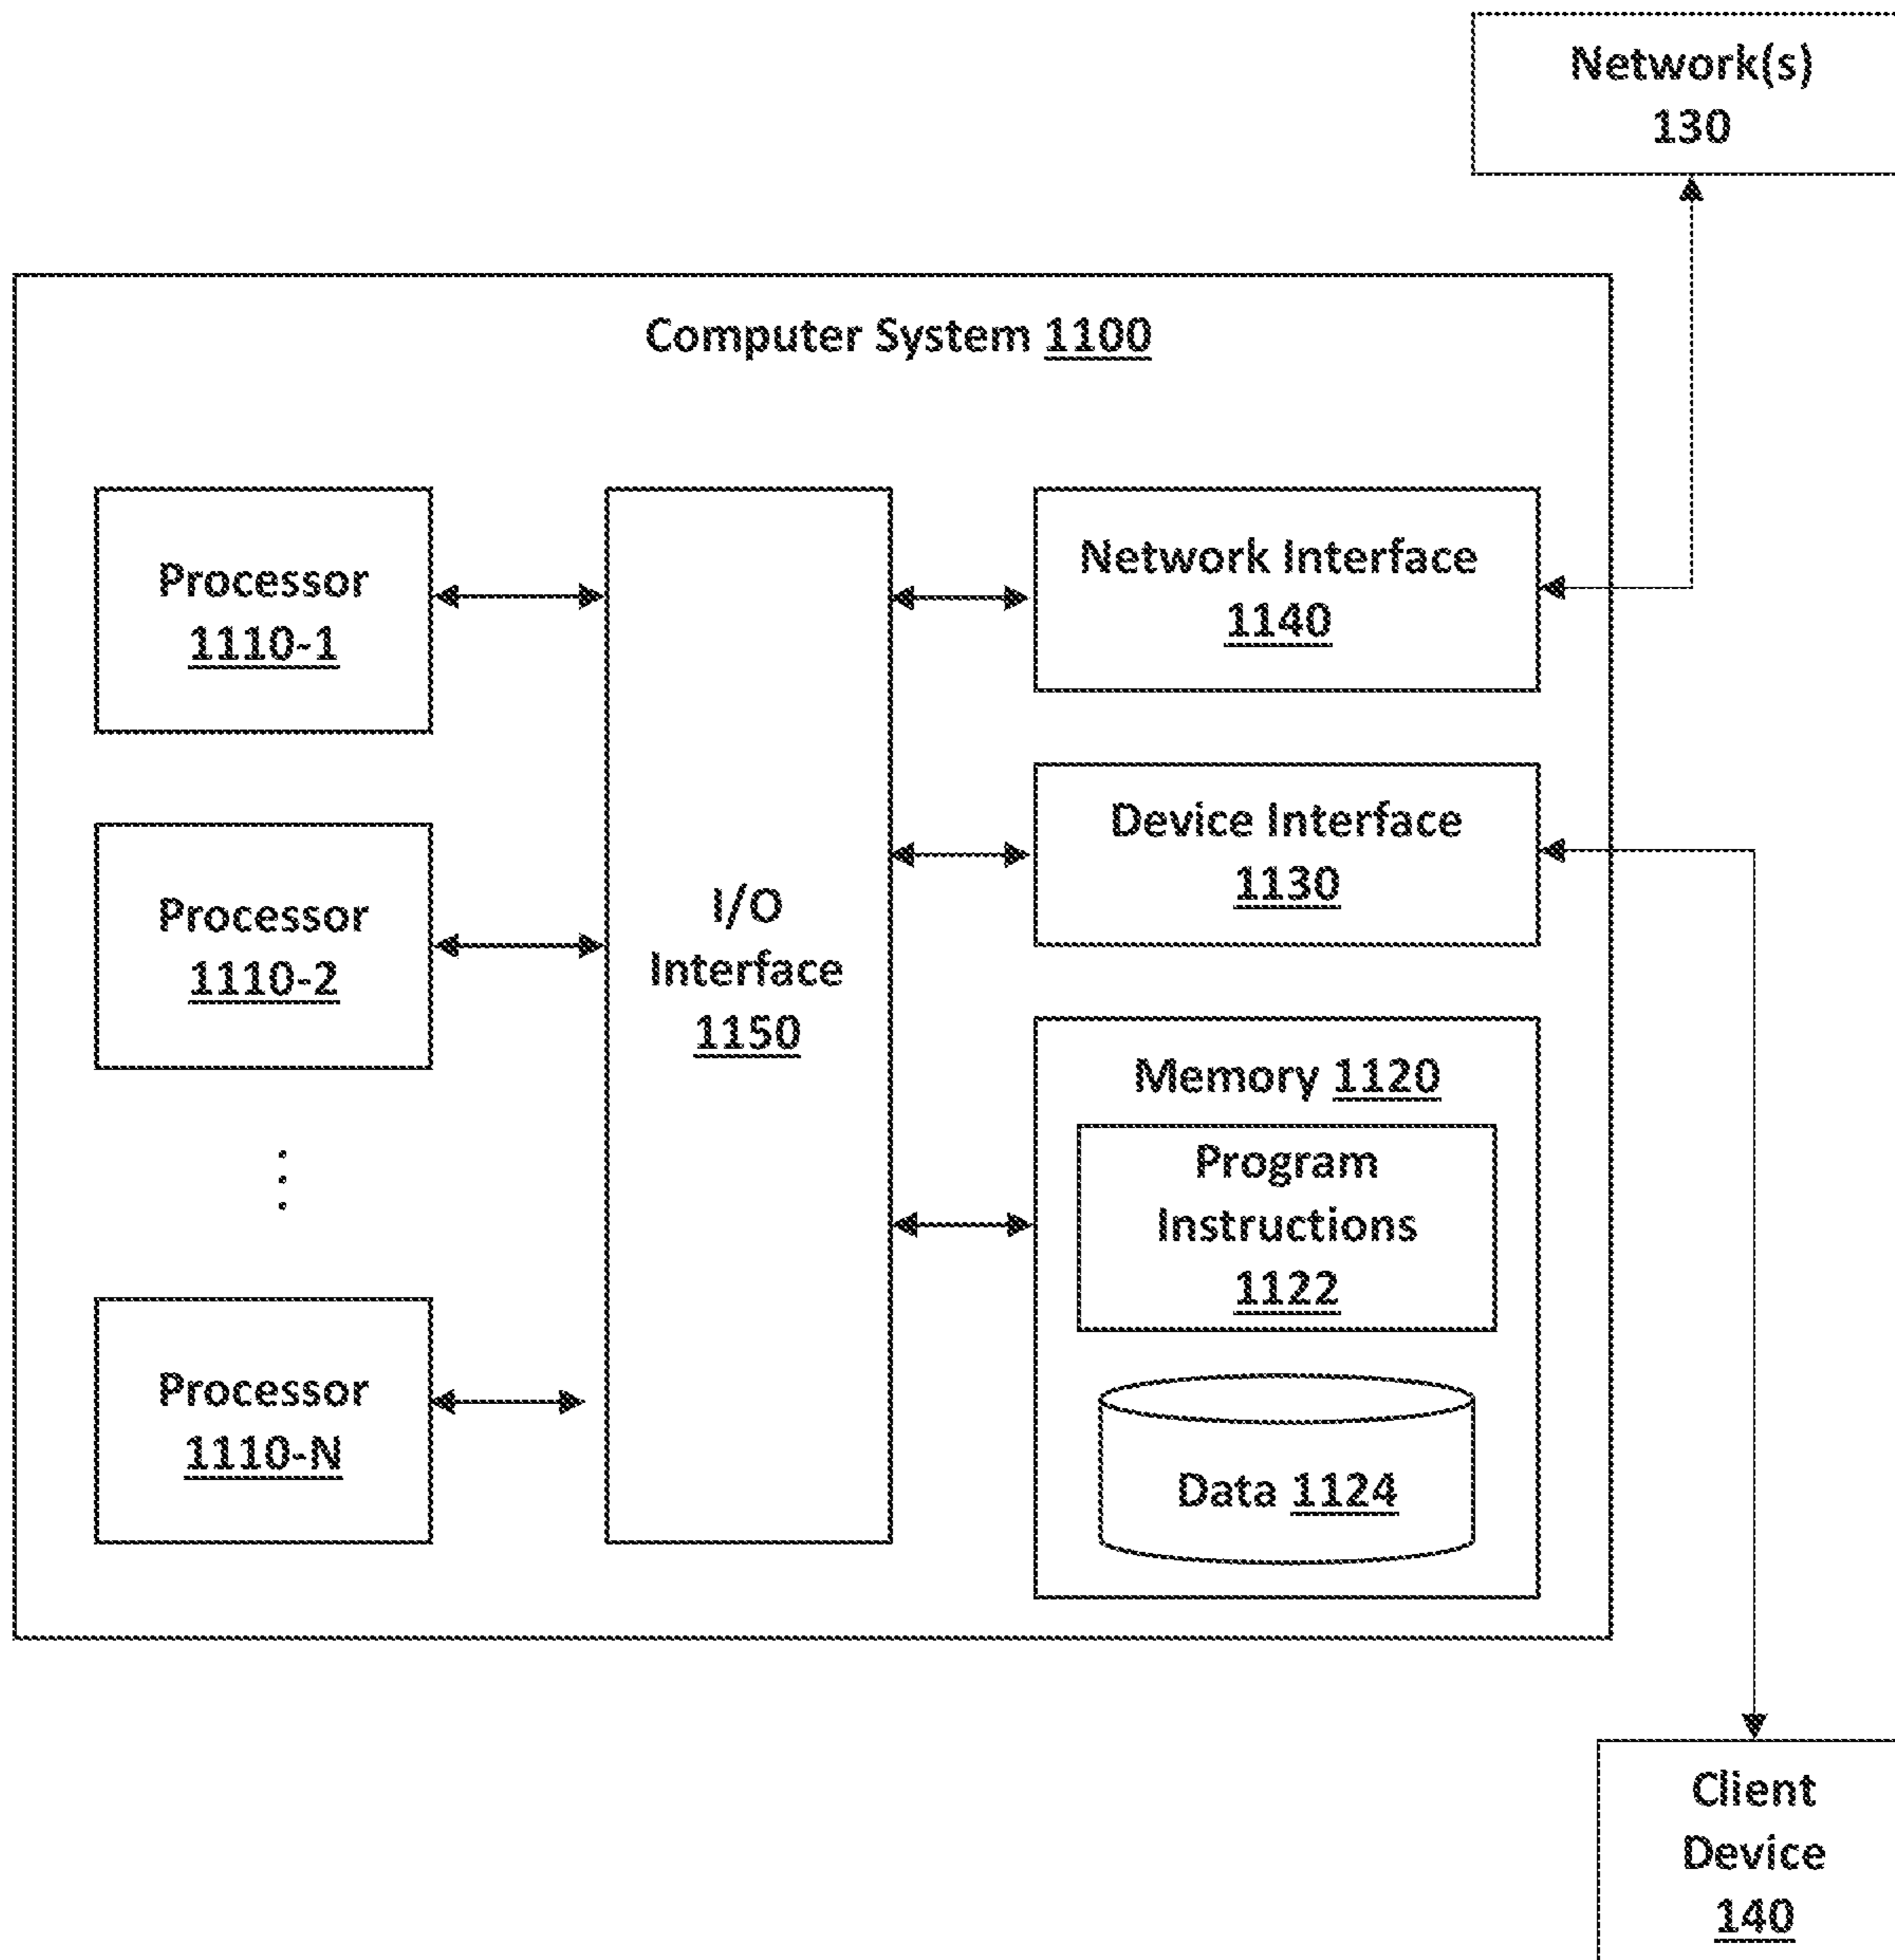 Network(s)
130
Computer System 1100
Processor
1110-1
Processor
1110-2
Processor
1110-N
I/O
Interface
1150
Network Interface
1140
Device Interface
1130
Memory 1120
Program
Instructions
1122
Data 1124
Client
Device
140